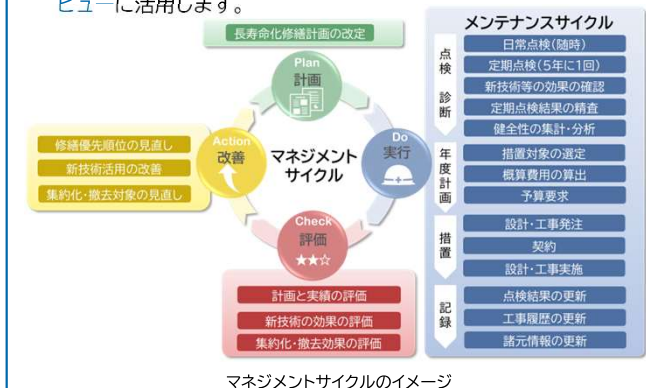 ビューに活用します。
長寿命化修繕計画の改定
Plan
計画
Action
改善
修繕優先順位の見直し
新技術活用の改善
集約化・撤去対象の見直し
マネジメント
サイクル
Do
実行
Check
評価
★★☆
計画と実績の評価
新技術の効果の評価
集約化・撤去効果の評価
メンテナンスサイクル
点検 診断
日常点検(随時)
定期点検(5年に1回)
新技術等の効果の確認
定期点検結果の精査
健全性の集計・分析
年度計画
措置対象の選定
概算費用の算出
予算要求
措置
設計・工事発注
契約
設計・工事実施
記録
点検結果の更新
工事履歴の更新
諸元情報の更新
マネジメントサイクルのイメージ